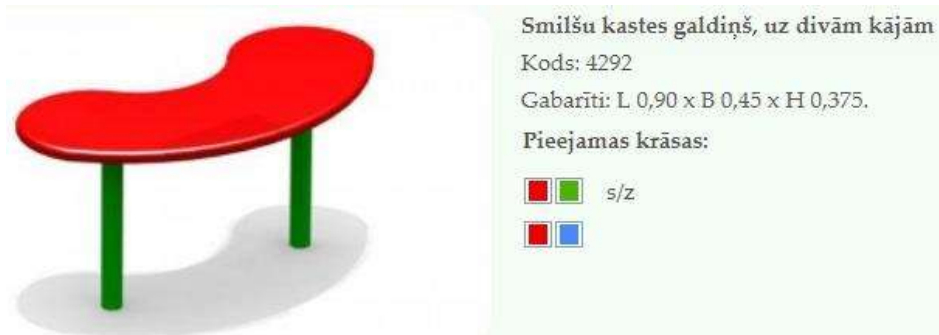 Smilšu kastes galdiņš, uz divām kājām
Kods: 4292
Gabarīti: L 0,90 x B 0,45 x H 0,375.
Pieejamas krāsas:
s/z